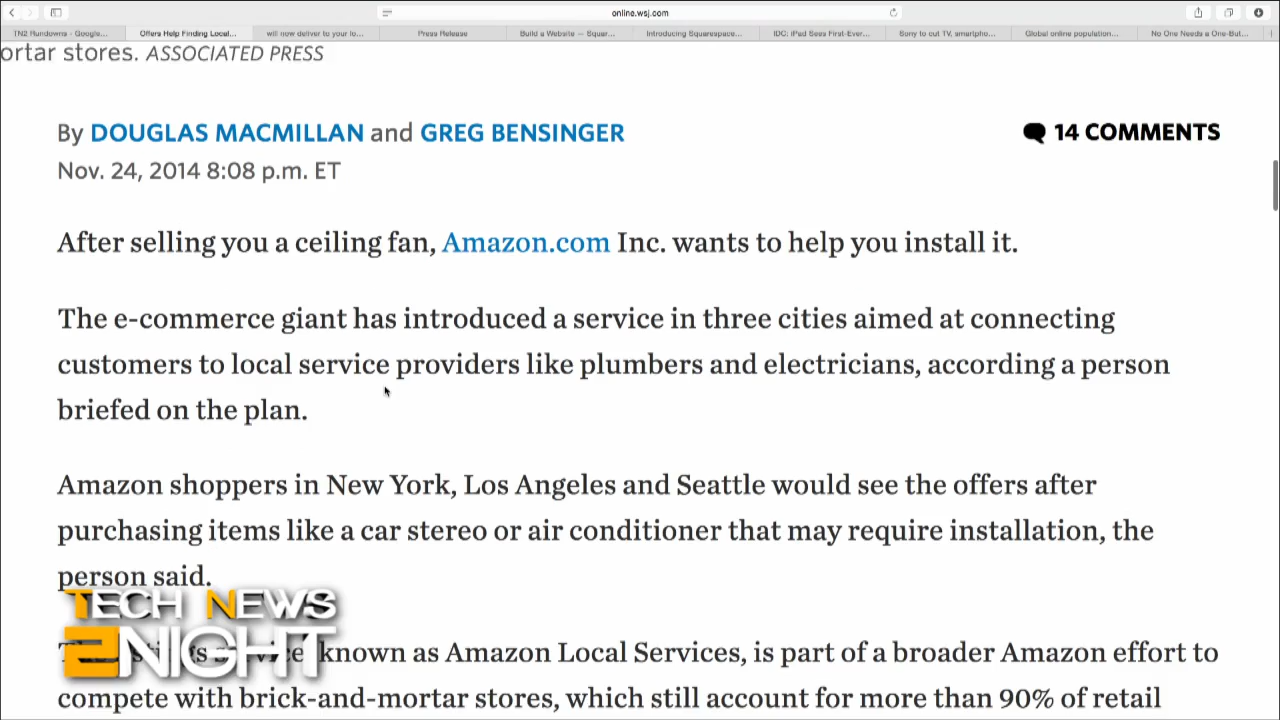 online.wsj.com
TN2 Rundowns - Google...
Offers Help Finding Local...
will now deliver to your lo...
Press Release
Build a Website — Squar...
Introducing Squarespace...
IDC: iPad Sees First-Ever...
Sony to cut TV, smartpho...
Global online population...
No One Needs a One-But...
ortar stores. ASSOCIATED PRESS
By DOUGLAS MACMILLAN and GREG BENSINGER
14 COMMENTS
Nov. 24, 2014 8:08 p.m. ET
After selling you a ceiling fan, Amazon.com Inc. wants to help you install it.
The e-commerce giant has introduced a service in three cities aimed at connecting
customers to local service providers like plumbers and electricians, according a person
briefed on the plan.
Amazon shoppers in New York, Los Angeles and Seattle would see the offers after
purchasing items like a car stereo or air conditioner that may require installation, the
person said.
TECH NEWS
2NIGHT
known as Amazon Local Services, is part of a broader Amazon effort to
compete with brick-and-mortar stores, which still account for more than 90% of retail